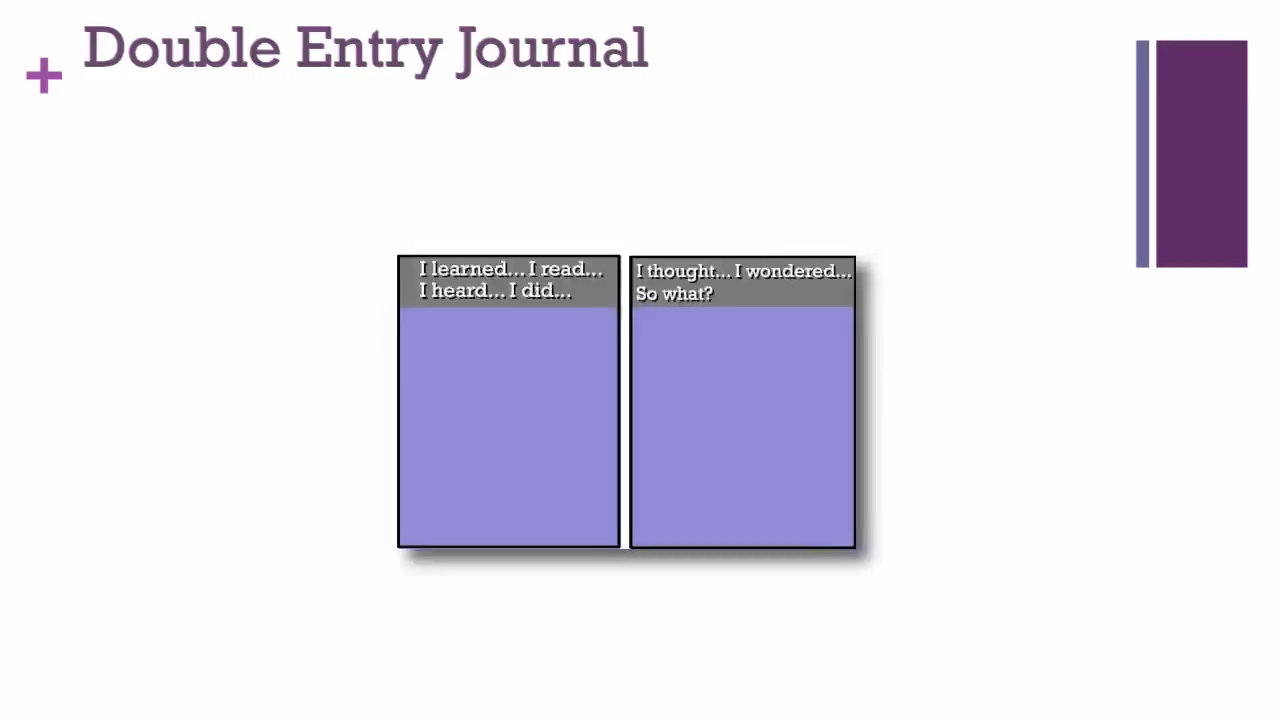 Double Entry Journal
+
I learned... I read...
I heard... I did...
I thought... I wondered...
So what?